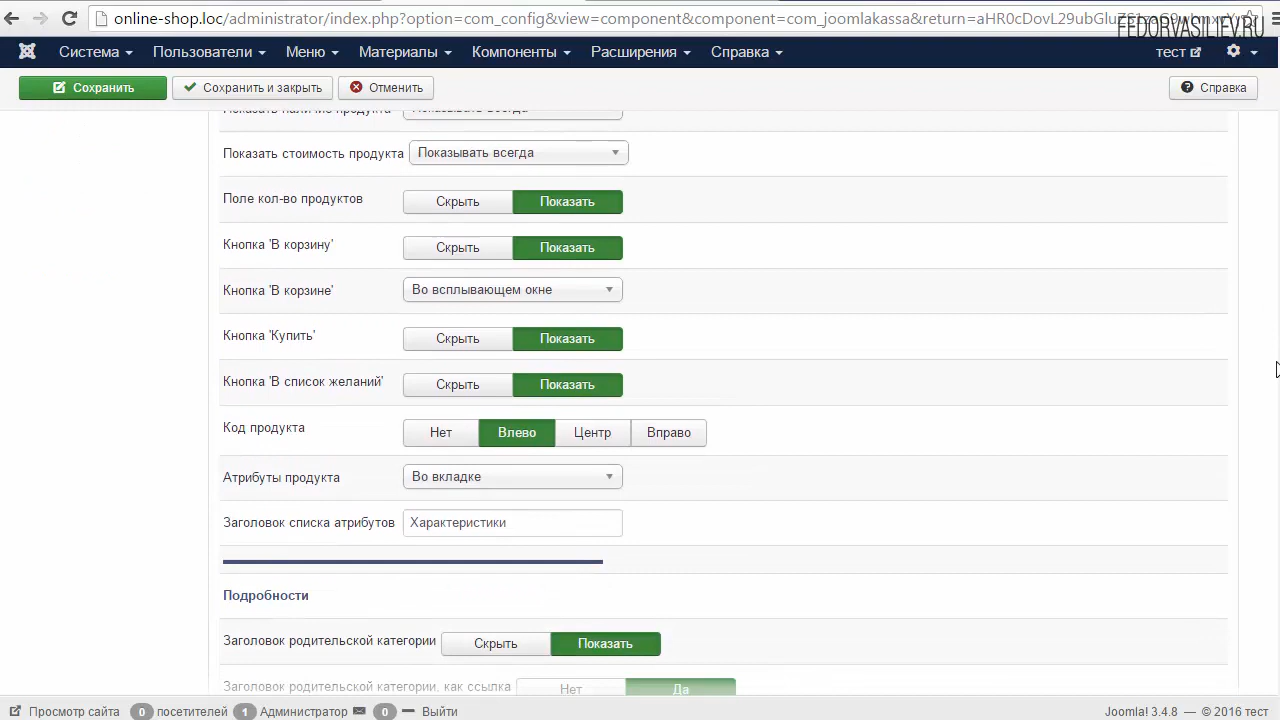 online-shop.loc/administrator/index.php?option=com_config&view=component&component=com_joomlakassa&return=
FEDORVASILIEV.RU
Система Пользователи Меню Материалы Компоненты Расширения Справка тест
Сохранить Сохранить и закрыть Отменить Справка
Показать наличие продукта Показывать всегда
Показать стоимость продукта Показывать всегда
Поле кол-во продуктов Скрыть Показать
Кнопка 'В корзину' Скрыть Показать
Кнопка 'В корзине' Во всплывающем окне
Кнопка 'Купить' Скрыть Показать
Кнопка 'В список желаний' Скрыть Показать
Код продукта Нет Влево Центр Вправо
Атрибуты продукта Во вкладке
Заголовок списка атрибутов Характеристики
Подробности
Заголовок родительской категории Скрыть Показать
Заголовок родительской категории, как ссылка Нет Да
Просмотр сайта 0 посетителей 1 Администратор 0 Выйти Joomla! 3.4.8 — © 2016 тест